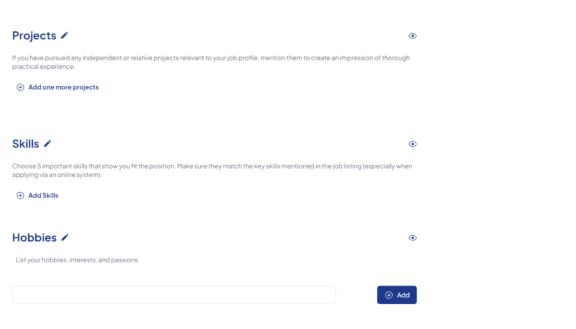 Projects
If you have pursued any independent or relative projects relevant to your job profile, mention them to create an impression of thorough
practical experience.
Add one more projects
Skills
Choose 5 important skills that show you fit the position. Make sure they match the key skills mentioned in the job listing (especially when
applying via an online system).
Add Skills
Hobbies
List your hobbies, interests, and passions.
Add